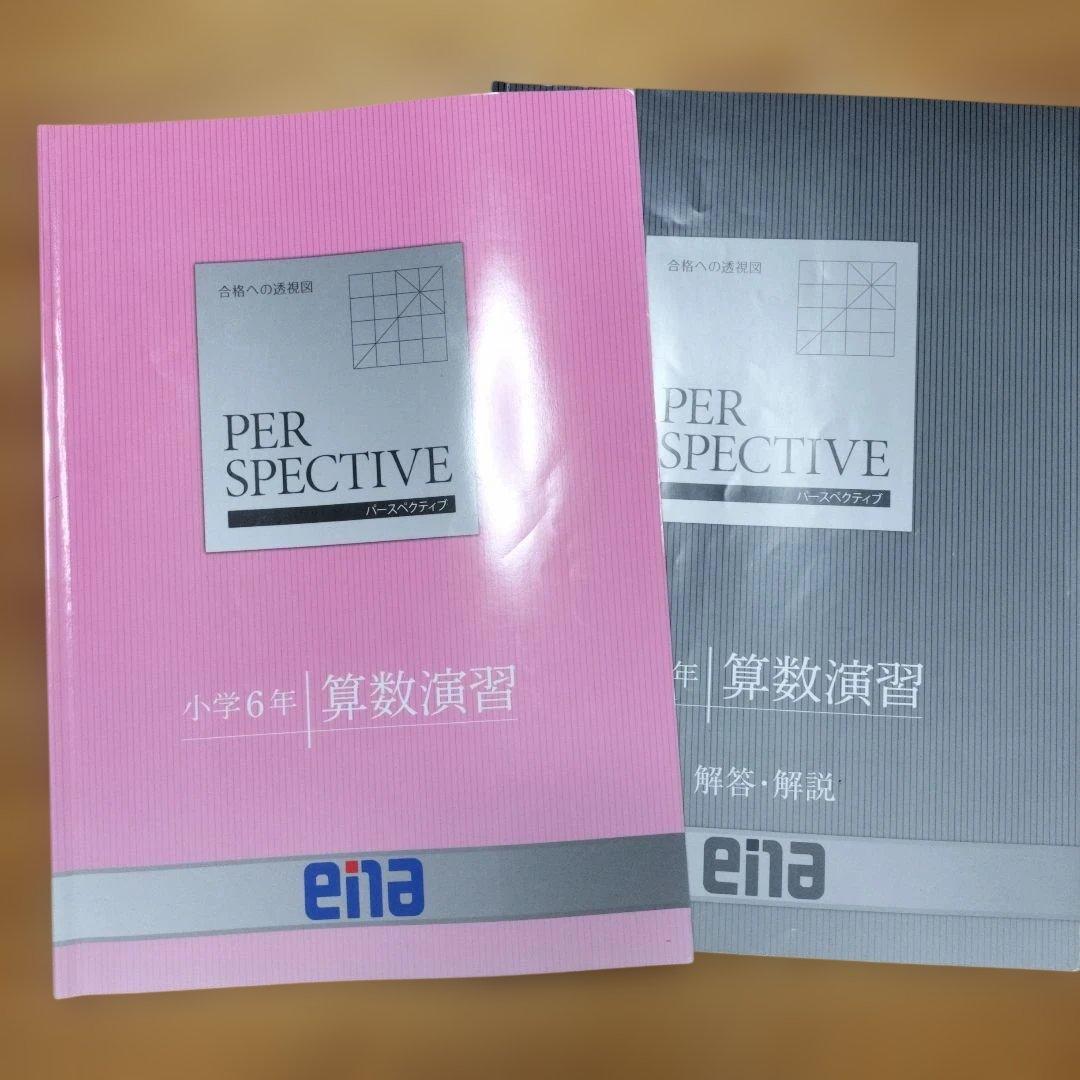 合格への透視図
PER
SPECTIVE
パースペクティブ
小学6年 算数演習
ena
合格への透視図
PER
SPECTIVE
パースペクティブ
年 算数演習
解答・解説
ena